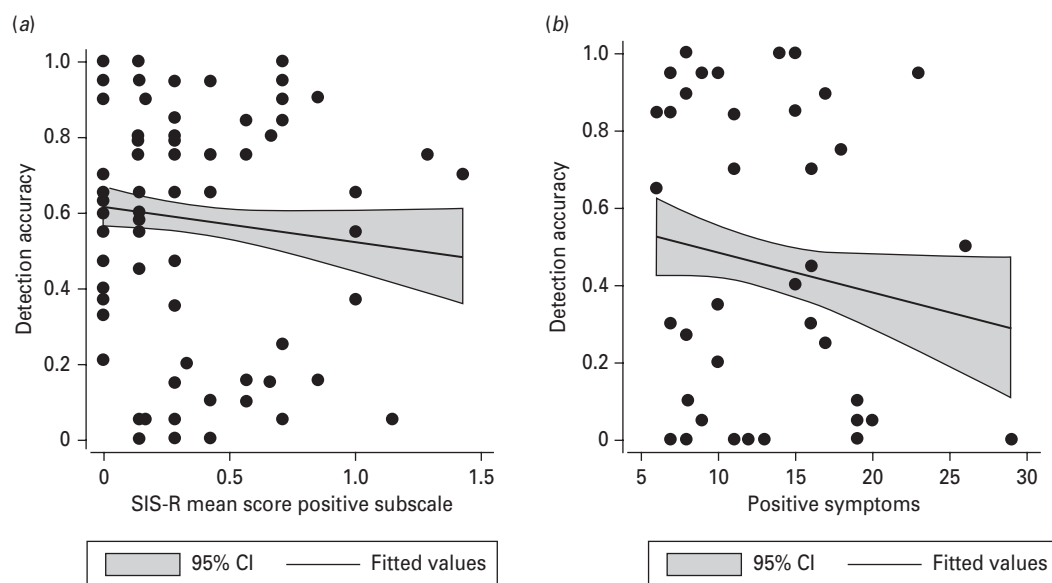 (a)
1.0
0.8
0.6
0.4
0.2
0
Detection accuracy
0 0.5 1.0 1.5
SIS-R mean score positive subscale
95% CI Fitted values
(b)
1.0
0.8
0.6
0.4
0.2
0
Detection accuracy
5 10 15 20 25 30
Positive symptoms
95% CI Fitted values